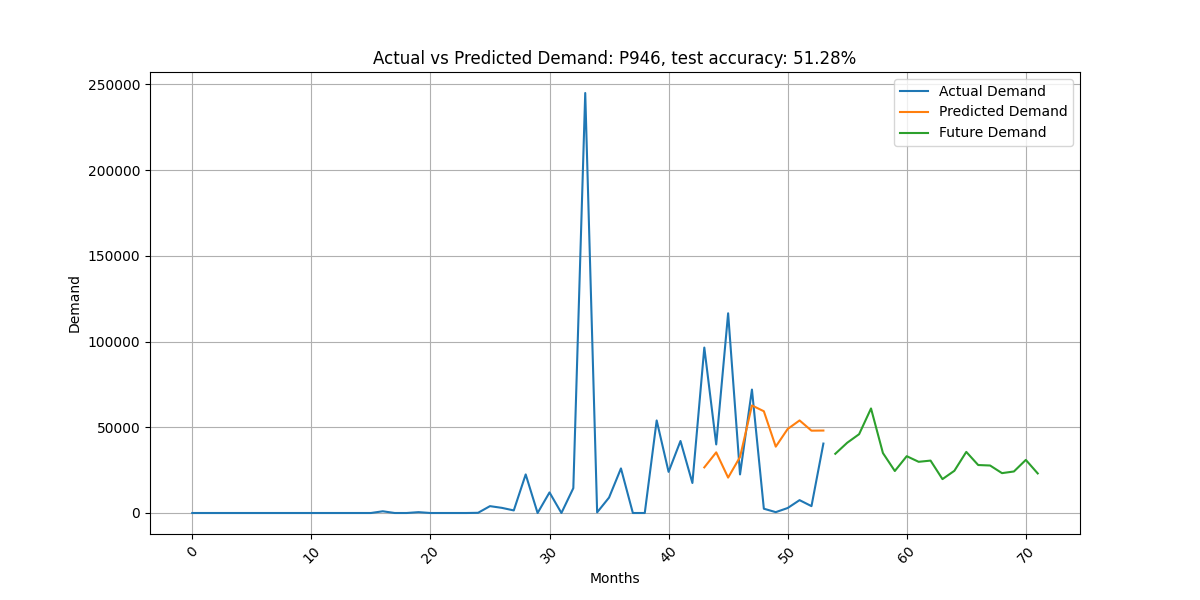 Actual vs Predicted Demand: P946, test accuracy: 51.28%
Actual Demand
Predicted Demand
Future Demand
250000
200000
150000
100000
50000
0
Demand
0
10
20
30
40
50
60
70
Months